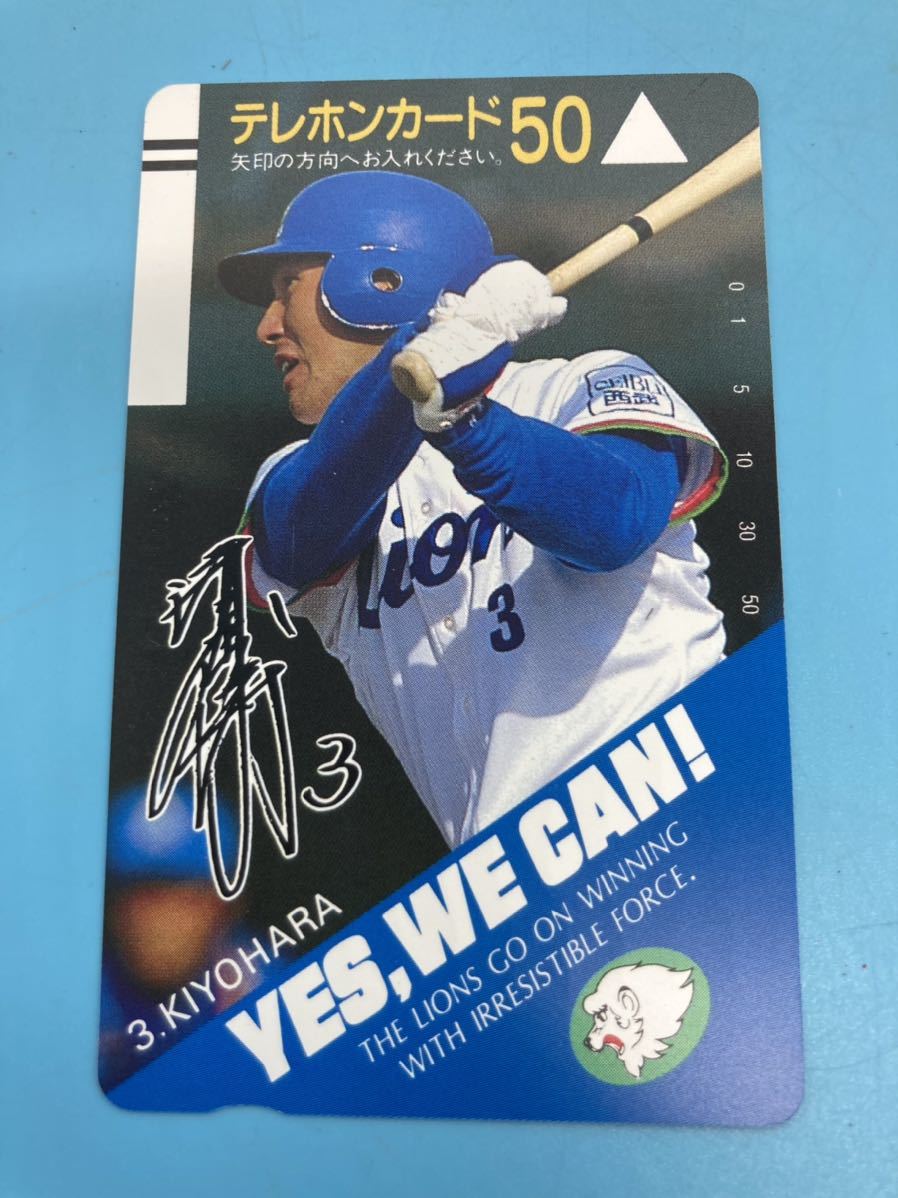 テレホンカード50
矢印の方向へお入れください。
0
1
5
10
30
50
SEIBU
西武
Lions
3
3
3.KIYOHARA
YES, WE CAN!
THE LIONS GO ON WINNING
WITH IRRESISTIBLE FORCE.